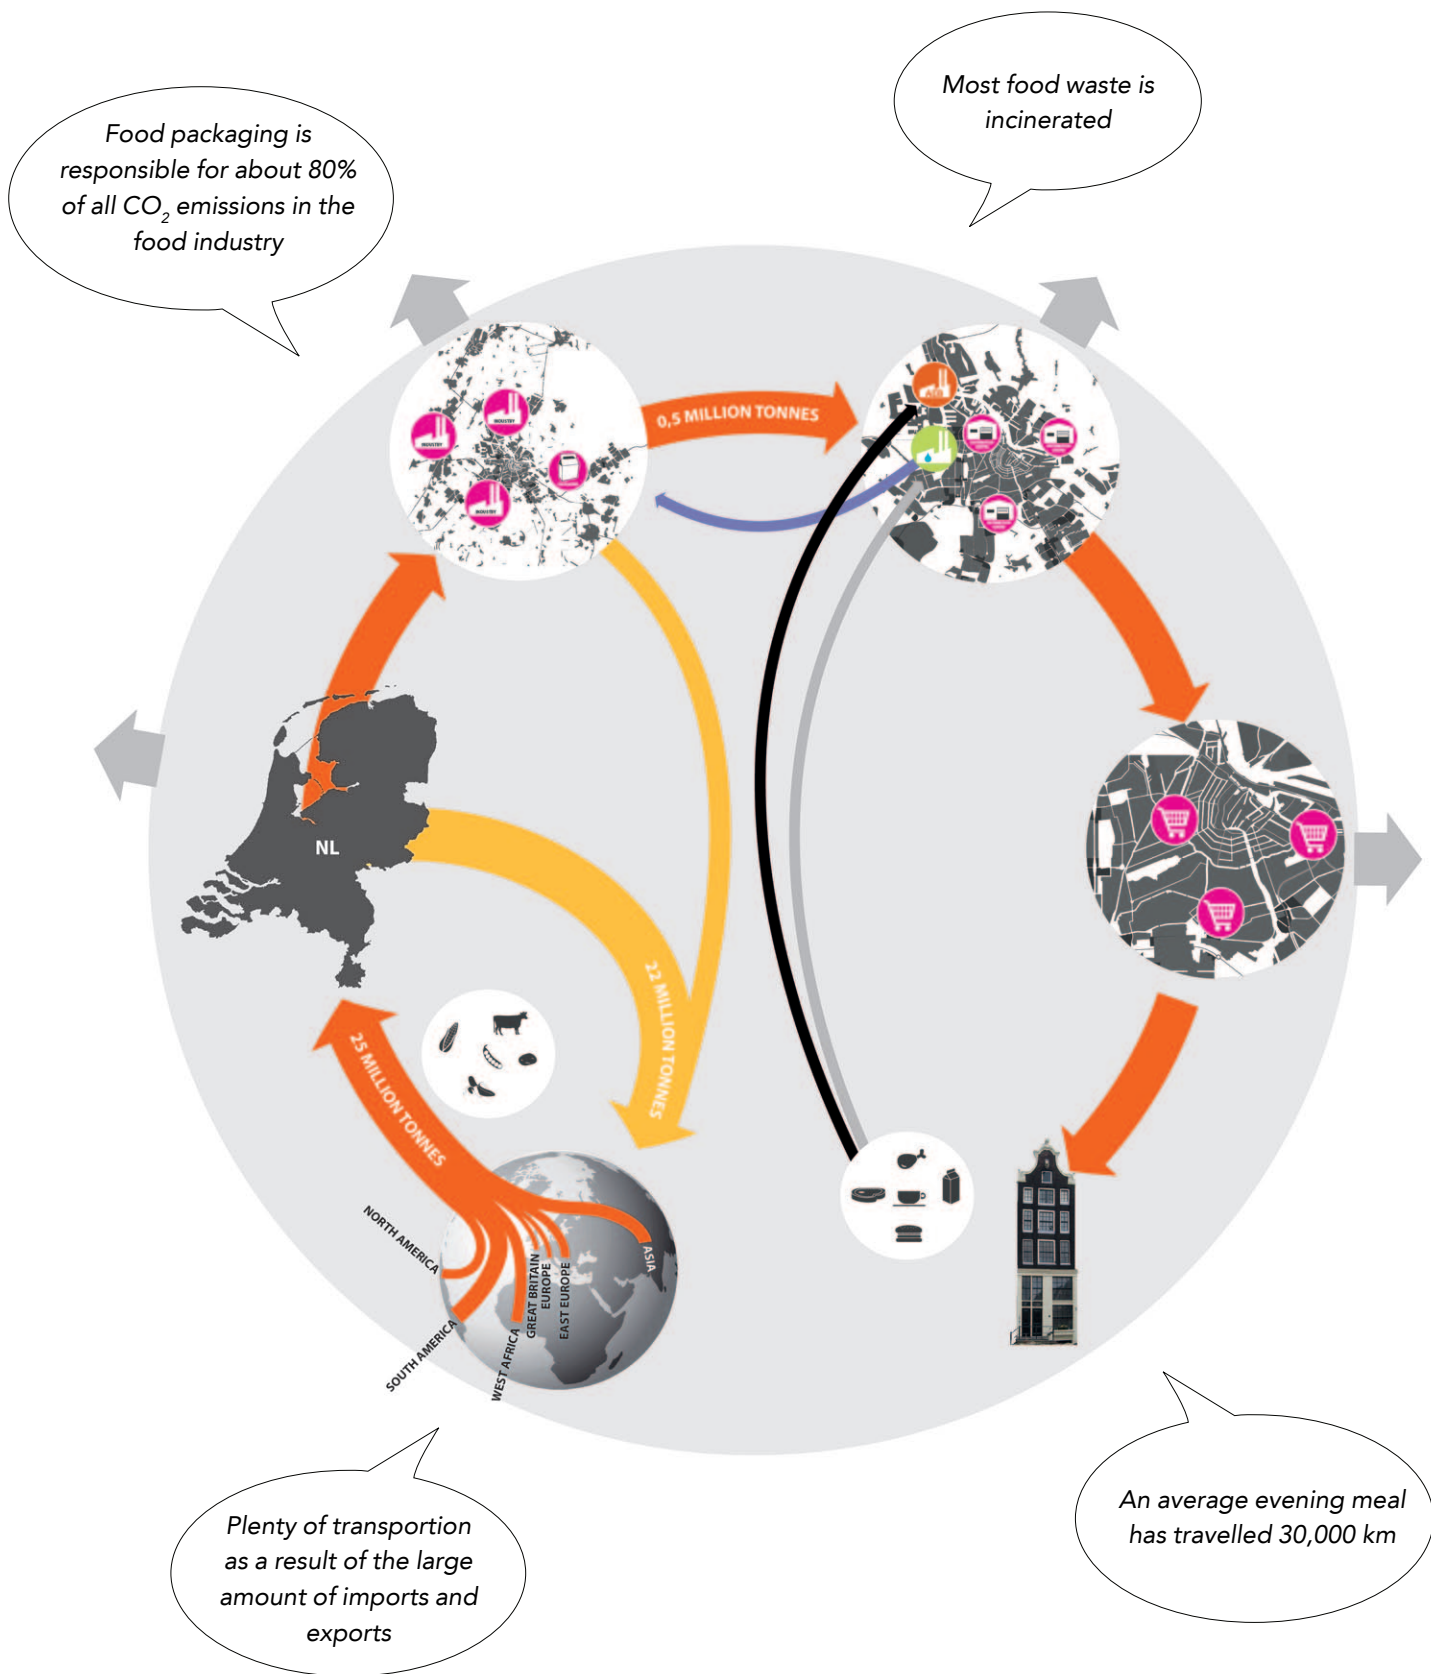 Most food waste is
incinerated
Food packaging is
responsible for about 80%
of all CO₂ emissions in the
food industry
0,5 MILLION TONNES
INDUSTRY
INDUSTRY
INDUSTRY
NL
22 MILLION TONNES
25 MILLION TONNES
NORTH AMERICA
SOUTH AMERICA
WEST AFRICA
GREAT BRITAIN
EUROPE
EAST EUROPE
ASIA
An average evening meal
has travelled 30,000 km
Plenty of transportion
as a result of the large
amount of imports and
exports